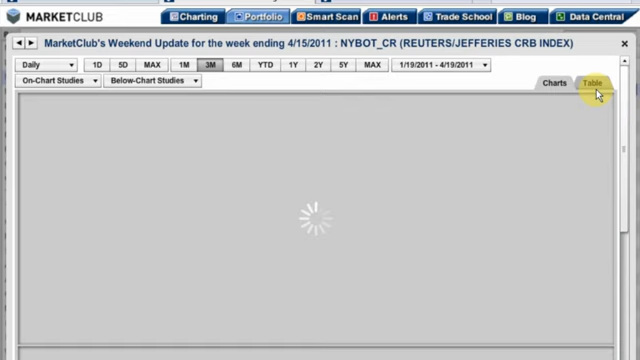 MARKETCLUB Charting Portfolio Smart Scan Alerts Trade School Blog Data Central
MarketClub's Weekend Update for the week ending 4/15/2011 : NYBOT_CR (REUTERS/JEFFERIES CRB INDEX)
Daily 1D 5D MAX 1M 3M 6M YTD 1Y 2Y 5Y MAX 1/19/2011 - 4/19/2011
On-Chart Studies Below-Chart Studies
Charts Table